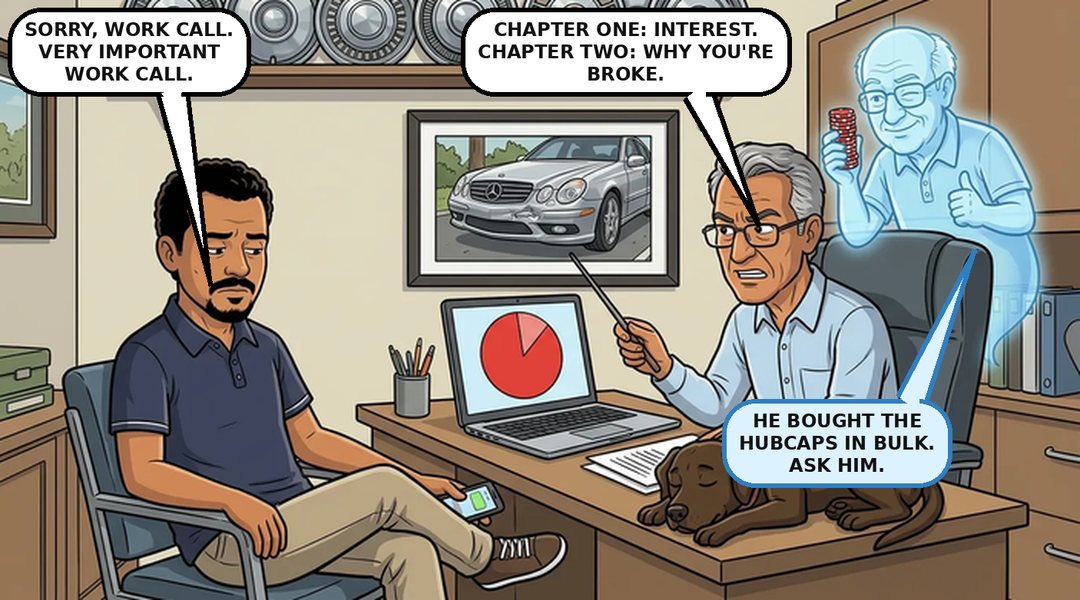 SORRY, WORK CALL.
VERY IMPORTANT
WORK CALL.
CHAPTER ONE: INTEREST.
CHAPTER TWO: WHY YOU'RE
BROKE.
HE BOUGHT THE
HUBCAPS IN BULK.
ASK HIM.